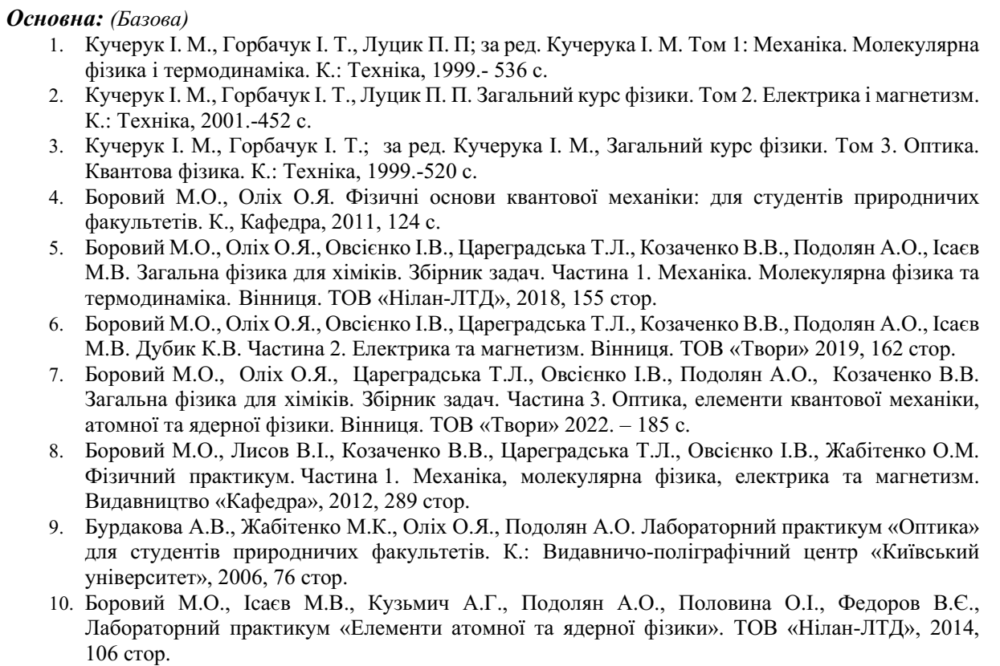 Основна: (Базова)
1. Кучерук І. М., Горбачук І. Т., Луцик П. П; за ред. Кучерука І. М. Том 1: Механіка. Молекулярна
фізика і термодинаміка. К.: Техніка, 1999.- 536 с.
2. Кучерук І. М., Горбачук І. Т., Луцик П. П. Загальний курс фізики. Том 2. Електрика і магнетизм.
К.: Техніка, 2001.-452 с.
3. Кучерук І. М., Горбачук І. Т.; за ред. Кучерука І. М., Загальний курс фізики. Том 3. Оптика.
Квантова фізика. К.: Техніка, 1999.-520 с.
4. Боровий М.О., Оліх О.Я. Фізичні основи квантової механіки: для студентів природничих
факультетів. К., Кафедра, 2011, 124 с.
5. Боровий М.О., Оліх О.Я., Овсієнко І.В., Цареградська Т.Л., Козаченко В.В., Подолян А.О., Ісаєв
М.В. Загальна фізика для хіміків. Збірник задач. Частина 1. Механіка. Молекулярна фізика та
термодинаміка. Вінниця. ТОВ «Нілан-ЛТД», 2018, 155 стор.
6. Боровий М.О., Оліх О.Я., Овсієнко І.В., Цареградська Т.Л., Козаченко В.В., Подолян А.О., Ісаєв
М.В. Дубик К.В. Частина 2. Електрика та магнетизм. Вінниця. ТОВ «Твори» 2019, 162 стор.
7. Боровий М.О., Оліх О.Я., Цареградська Т.Л., Овсієнко І.В., Подолян А.О., Козаченко В.В.
Загальна фізика для хіміків. Збірник задач. Частина 3. Оптика, елементи квантової механіки,
атомної та ядерної фізики. Вінниця. ТОВ «Твори» 2022. – 185 с.
8. Боровий М.О., Лисов В.І., Козаченко В.В., Цареградська Т.Л., Овсієнко І.В., Жабітенко О.М.
Фізичний практикум. Частина 1. Механіка, молекулярна фізика, електрика та магнетизм.
Видавництво «Кафедра», 2012, 289 стор.
9. Бурдакова А.В., Жабітенко М.К., Оліх О.Я., Подолян А.О. Лабораторний практикум «Оптика»
для студентів природничих факультетів. К.: Видавничо-поліграфічний центр «Київський
університет», 2006, 76 стор.
10. Боровий М.О., Ісаєв М.В., Кузьмич А.Г., Подолян А.О., Половина О.І., Федоров В.Є.,
Лабораторний практикум «Елементи атомної та ядерної фізики». ТОВ «Нілан-ЛТД», 2014,
106 стор.